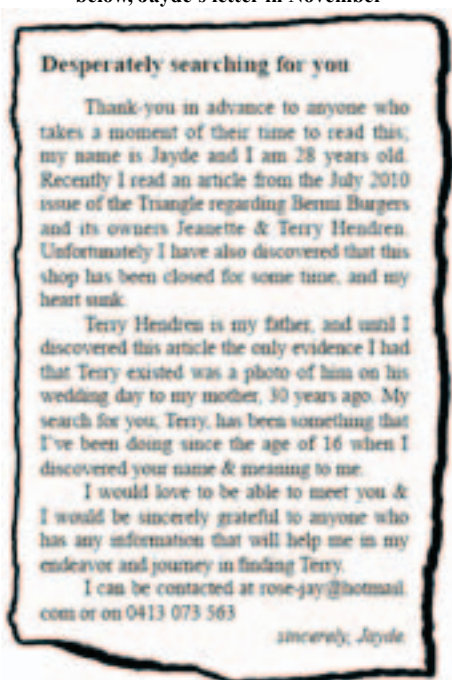 below, Jayde's letter in November
Desperately searching for you
Thank-you in advance to anyone who
takes a moment of their time to read this;
my name is Jayde and I am 28 years old.
Recently I read an article from the July 2010
issue of the Triangle regarding Bermi Burgers
and its owners Jeanette & Terry Hendren.
Unfortunately I have also discovered that this
shop has been closed for some time, and my
heart sunk.
Terry Hendren is my father, and until I
discovered this article the only evidence I had
that Terry existed was a photo of him on his
wedding day to my mother, 30 years ago. My
search for you, Terry, has been something that
I've been doing since the age of 16 when I
discovered your name & meaning to me.
I would love to be able to meet you &
I would be sincerely grateful to anyone who
has any information that will help me in my
endeavor and journey in finding Terry.
I can be contacted at rose-jay@hotmail.
com or on 0413 073 563
sincerely, Jayde